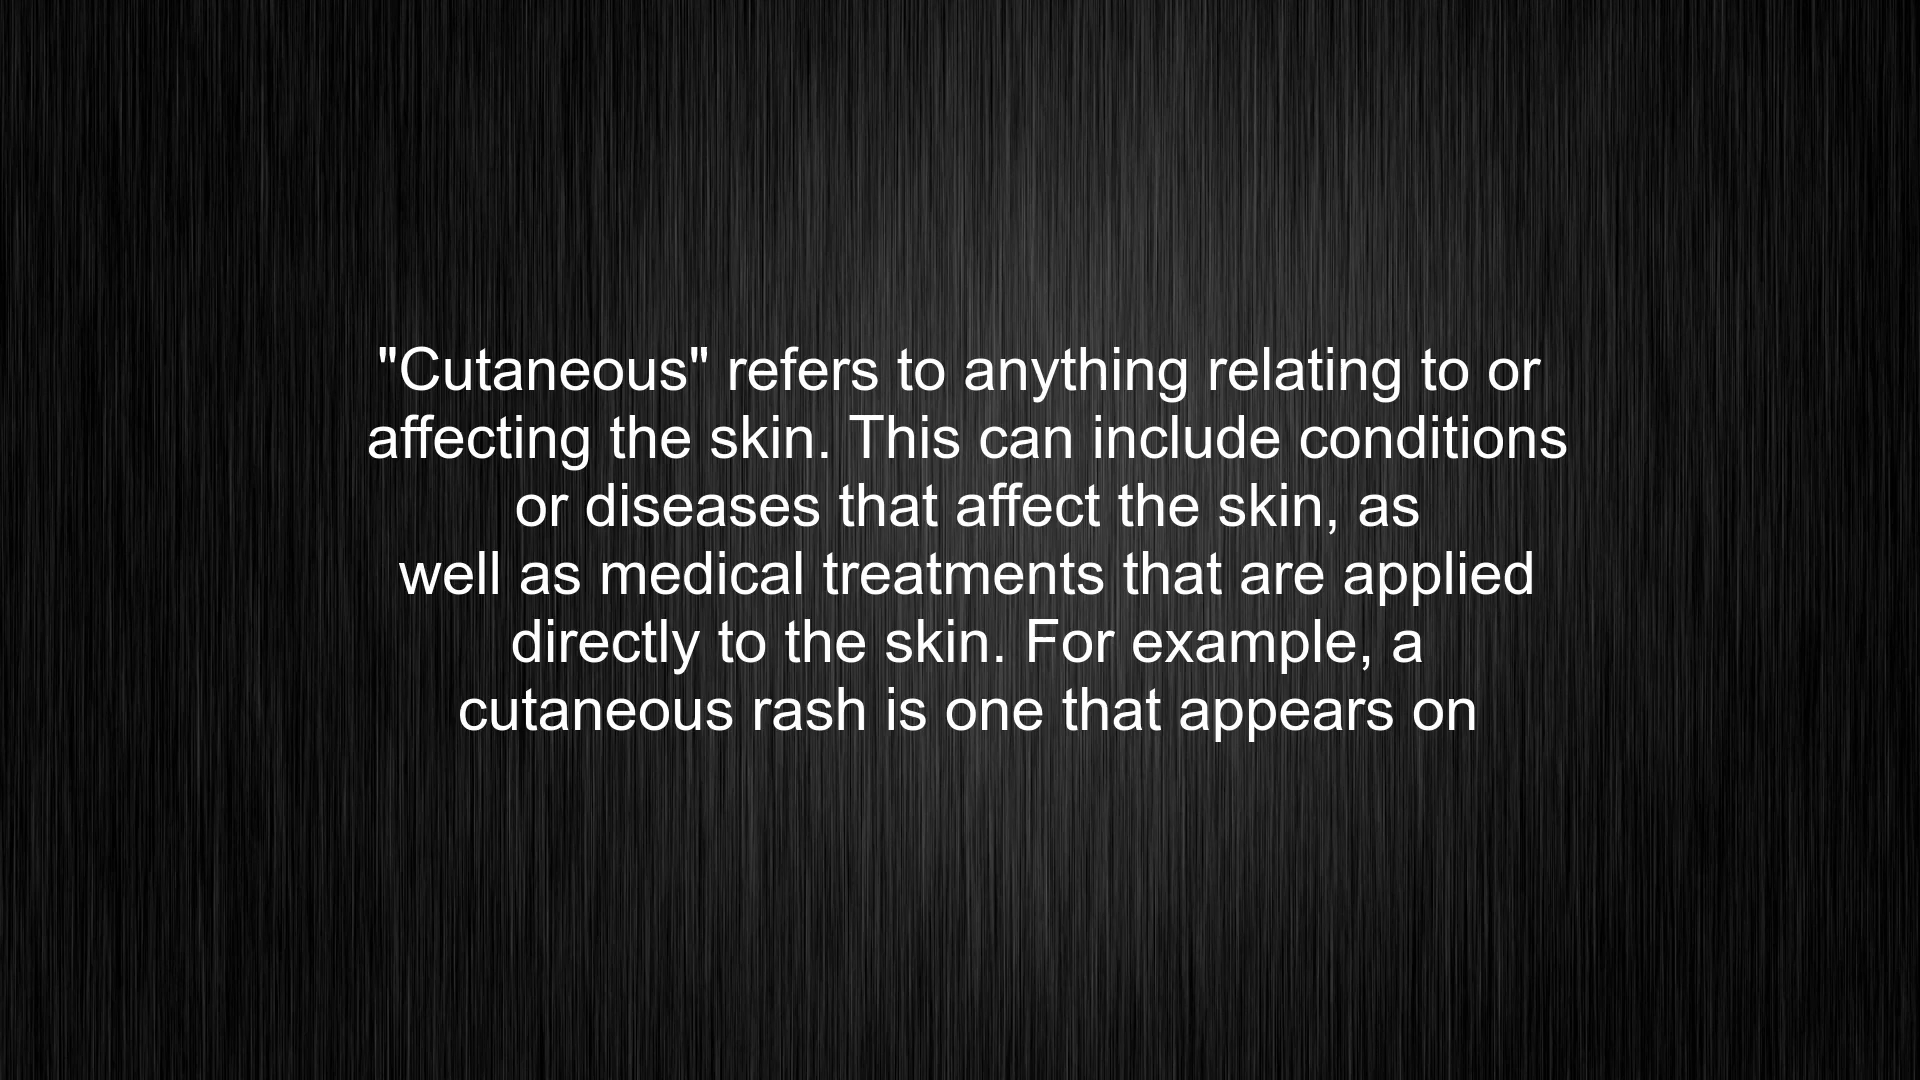 "Cutaneous" refers to anything relating to or
affecting the skin. This can include conditions
or diseases that affect the skin, as
well as medical treatments that are applied
directly to the skin. For example, a
cutaneous rash is one that appears on